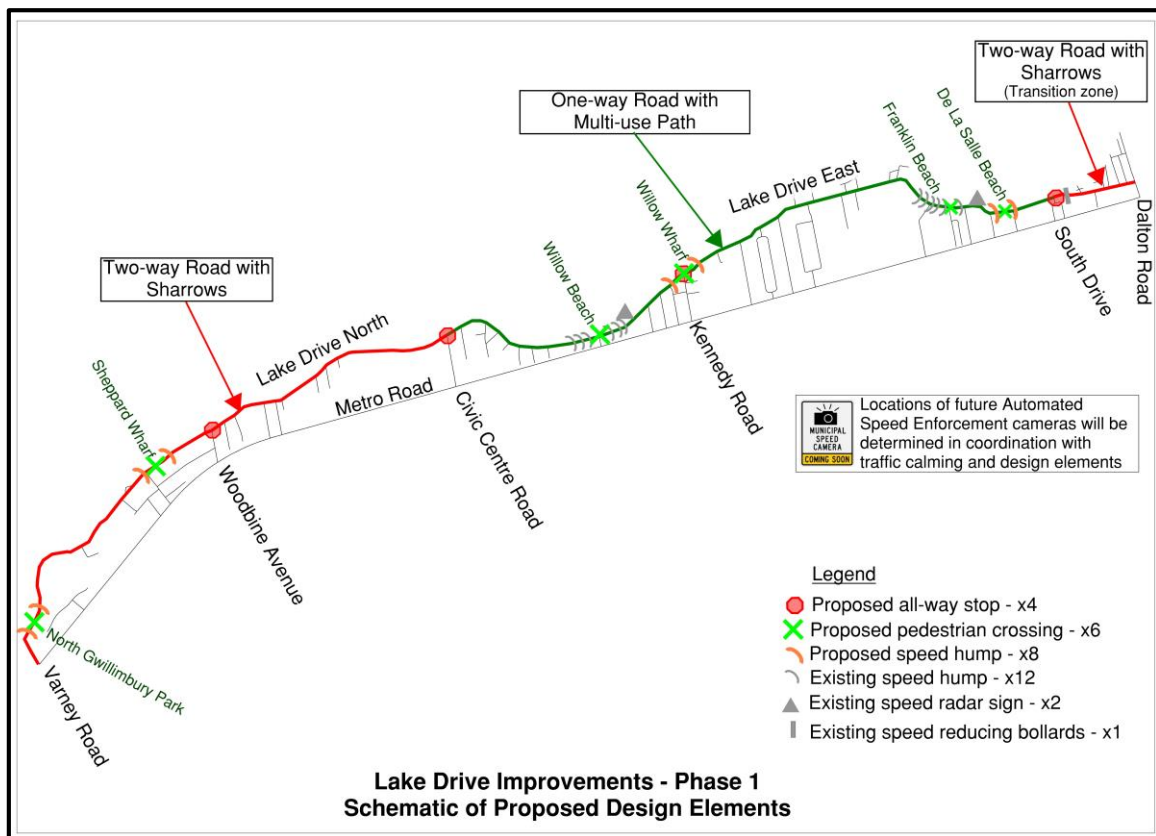 Two-way Road with
Sharrows
(Transition zone)
One-way Road with
Multi-use Path
De La Salle Beach
Franklin Beach
Lake Drive East
Willow Wharf
Dalton Road
South Drive
Willow Beach
Two-way Road with
Sharrows
Lake Drive North
Kennedy Road
Sheppard Wharf
Metro Road
Civic Centre Road
MUNICIPAL
SPEED
CAMERA
COMING SOON
Locations of future Automated
Speed Enforcement cameras will be
determined in coordination with
traffic calming and design elements
Woodbine Avenue
North Gwillimbury Park
Varney Road
Legend
Proposed all-way stop - x4
Proposed pedestrian crossing - x6
Proposed speed hump - x8
Existing speed hump - x12
Existing speed radar sign - x2
Existing speed reducing bollards - x1
Lake Drive Improvements - Phase 1
Schematic of Proposed Design Elements